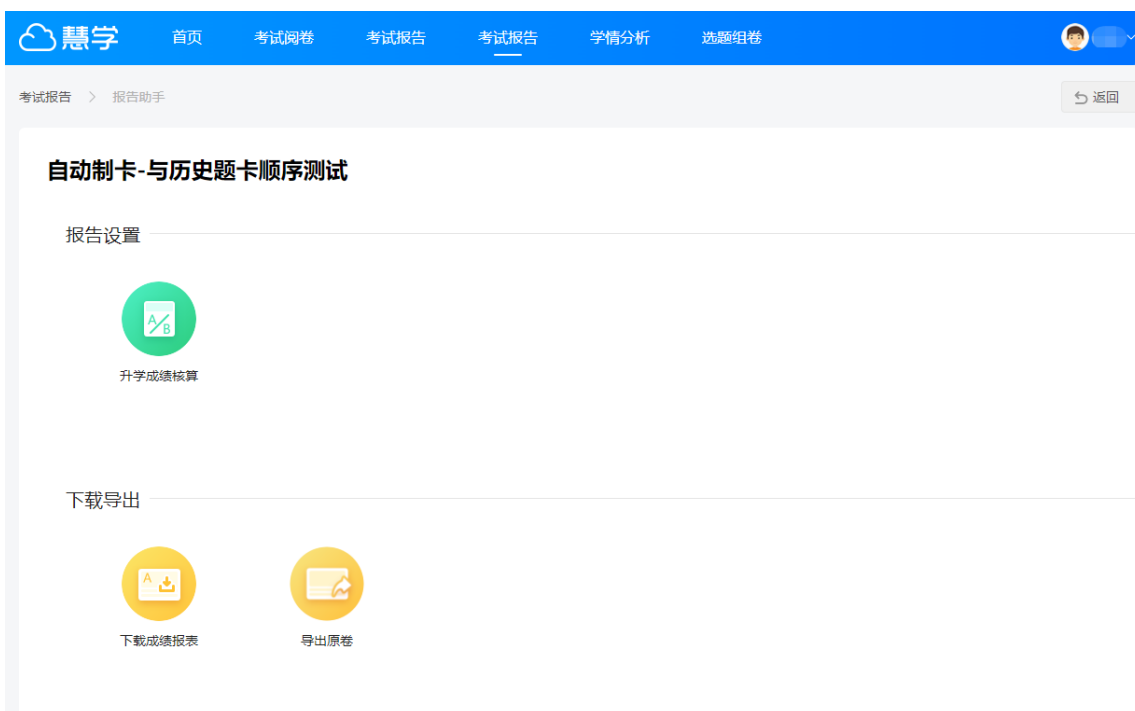 慧学 首页 考试阅卷 考试报告 考试报告 学情分析 选题组卷
考试报告 > 报告助手 返回
自动制卡-与历史题卡顺序测试
报告设置
A/B
升学成绩核算
下载导出
A
下载成绩报表 导出原卷